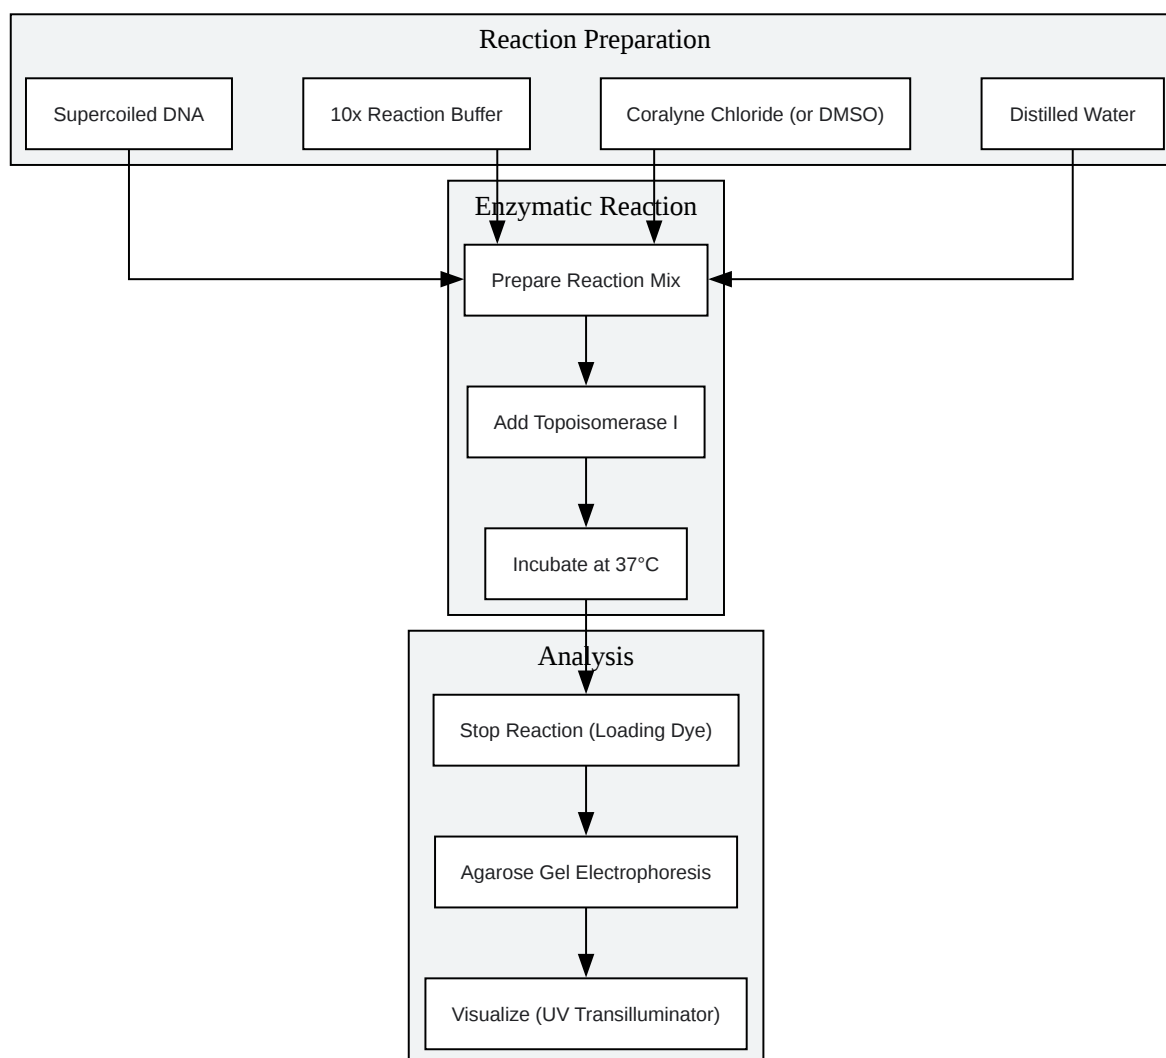 Reaction Preparation
Supercoiled DNA
10x Reaction Buffer
Coralyne Chloride (or DMSO)
Distilled Water
Enzymatic Reaction
Prepare Reaction Mix
Add Topoisomerase I
Incubate at 37°C
Analysis
Stop Reaction (Loading Dye)
Agarose Gel Electrophoresis
Visualize (UV Transilluminator)